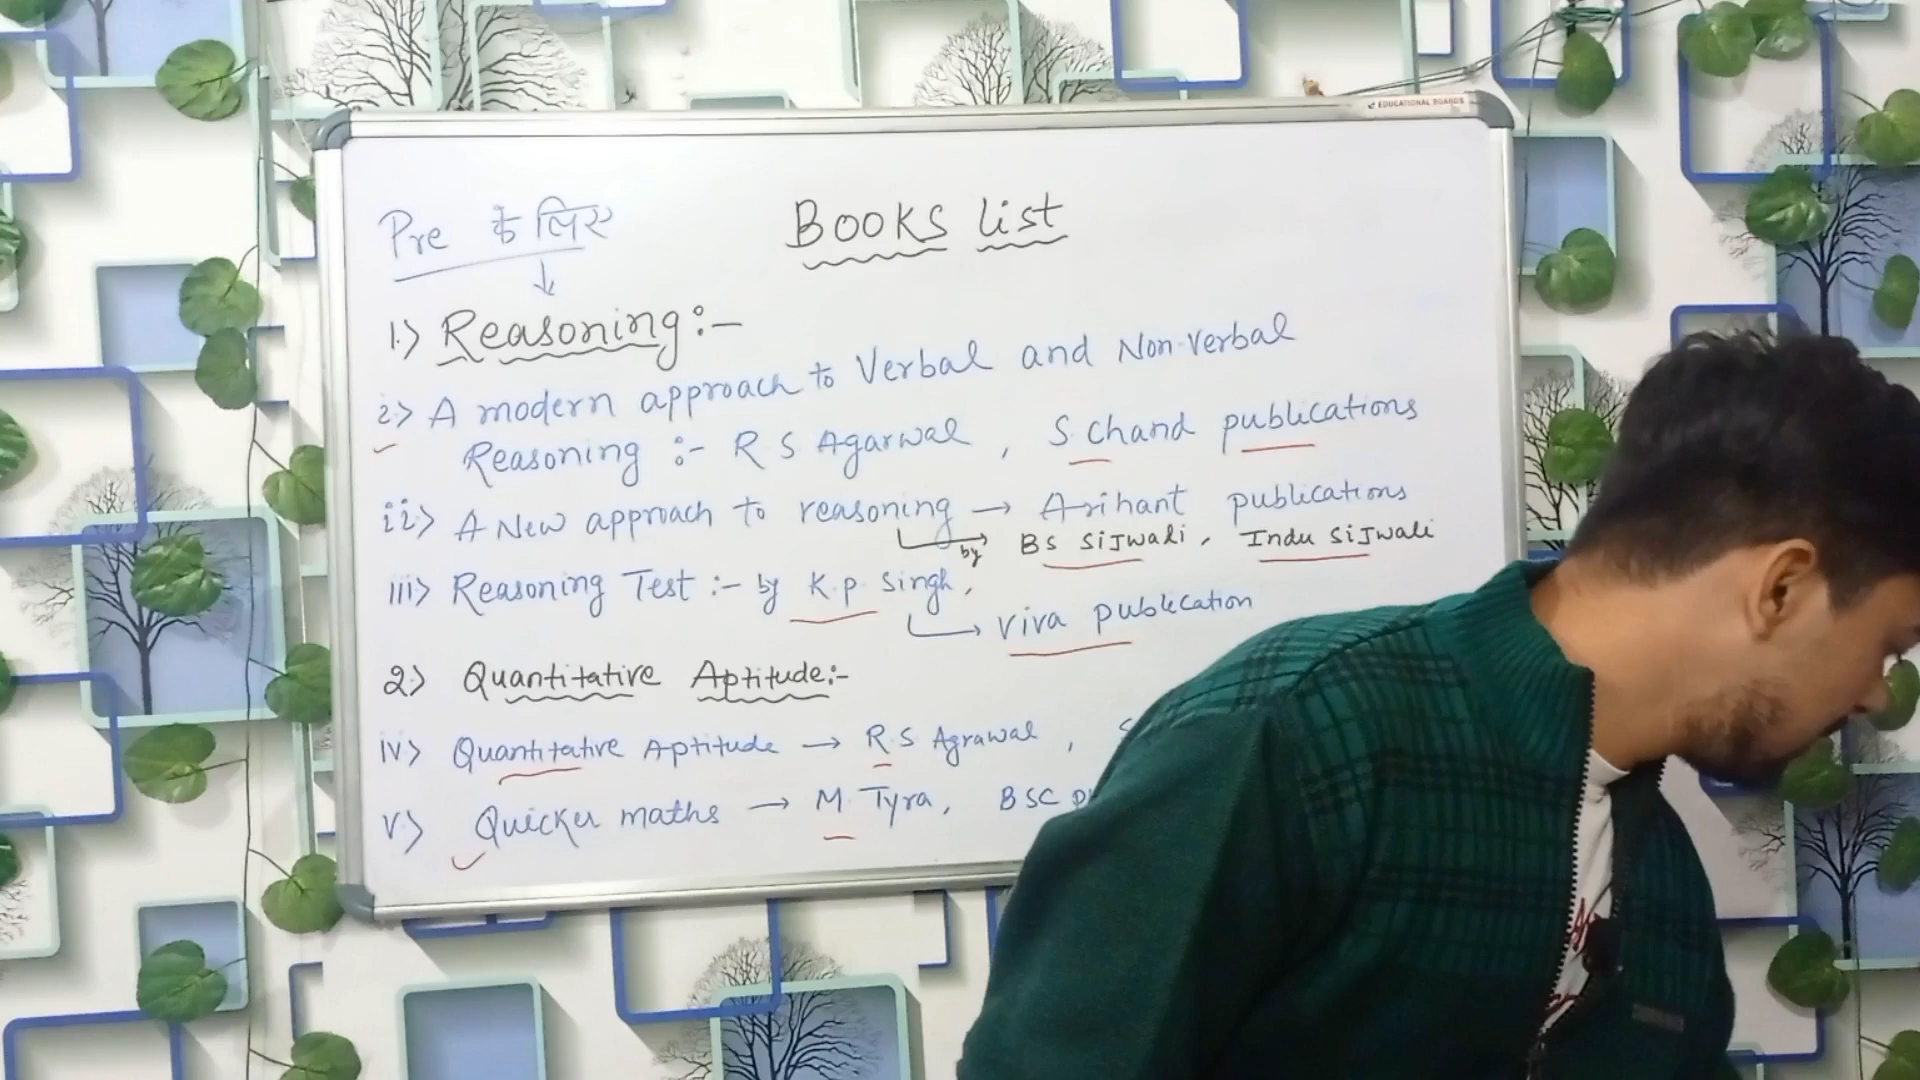 EDUCATIONAL BOARDS
Pre के लिए
BOOKS list
1.) Reasoning:-
i.) A modern approach to Verbal and Non-Verbal
Reasoning :- R S Agarwal , S Chand publications
ii) A New approach to reasoning → Arihant publications
by BS SiJwali, Indu SiJwali
iii) Reasoning Test :- by K.P. Singh,
viva publication
2) Quantitative Aptitude:-
iv) Quantitative Aptitude → R.S Agrawal , S
v.) Quicker maths → M. Tyra, BSC